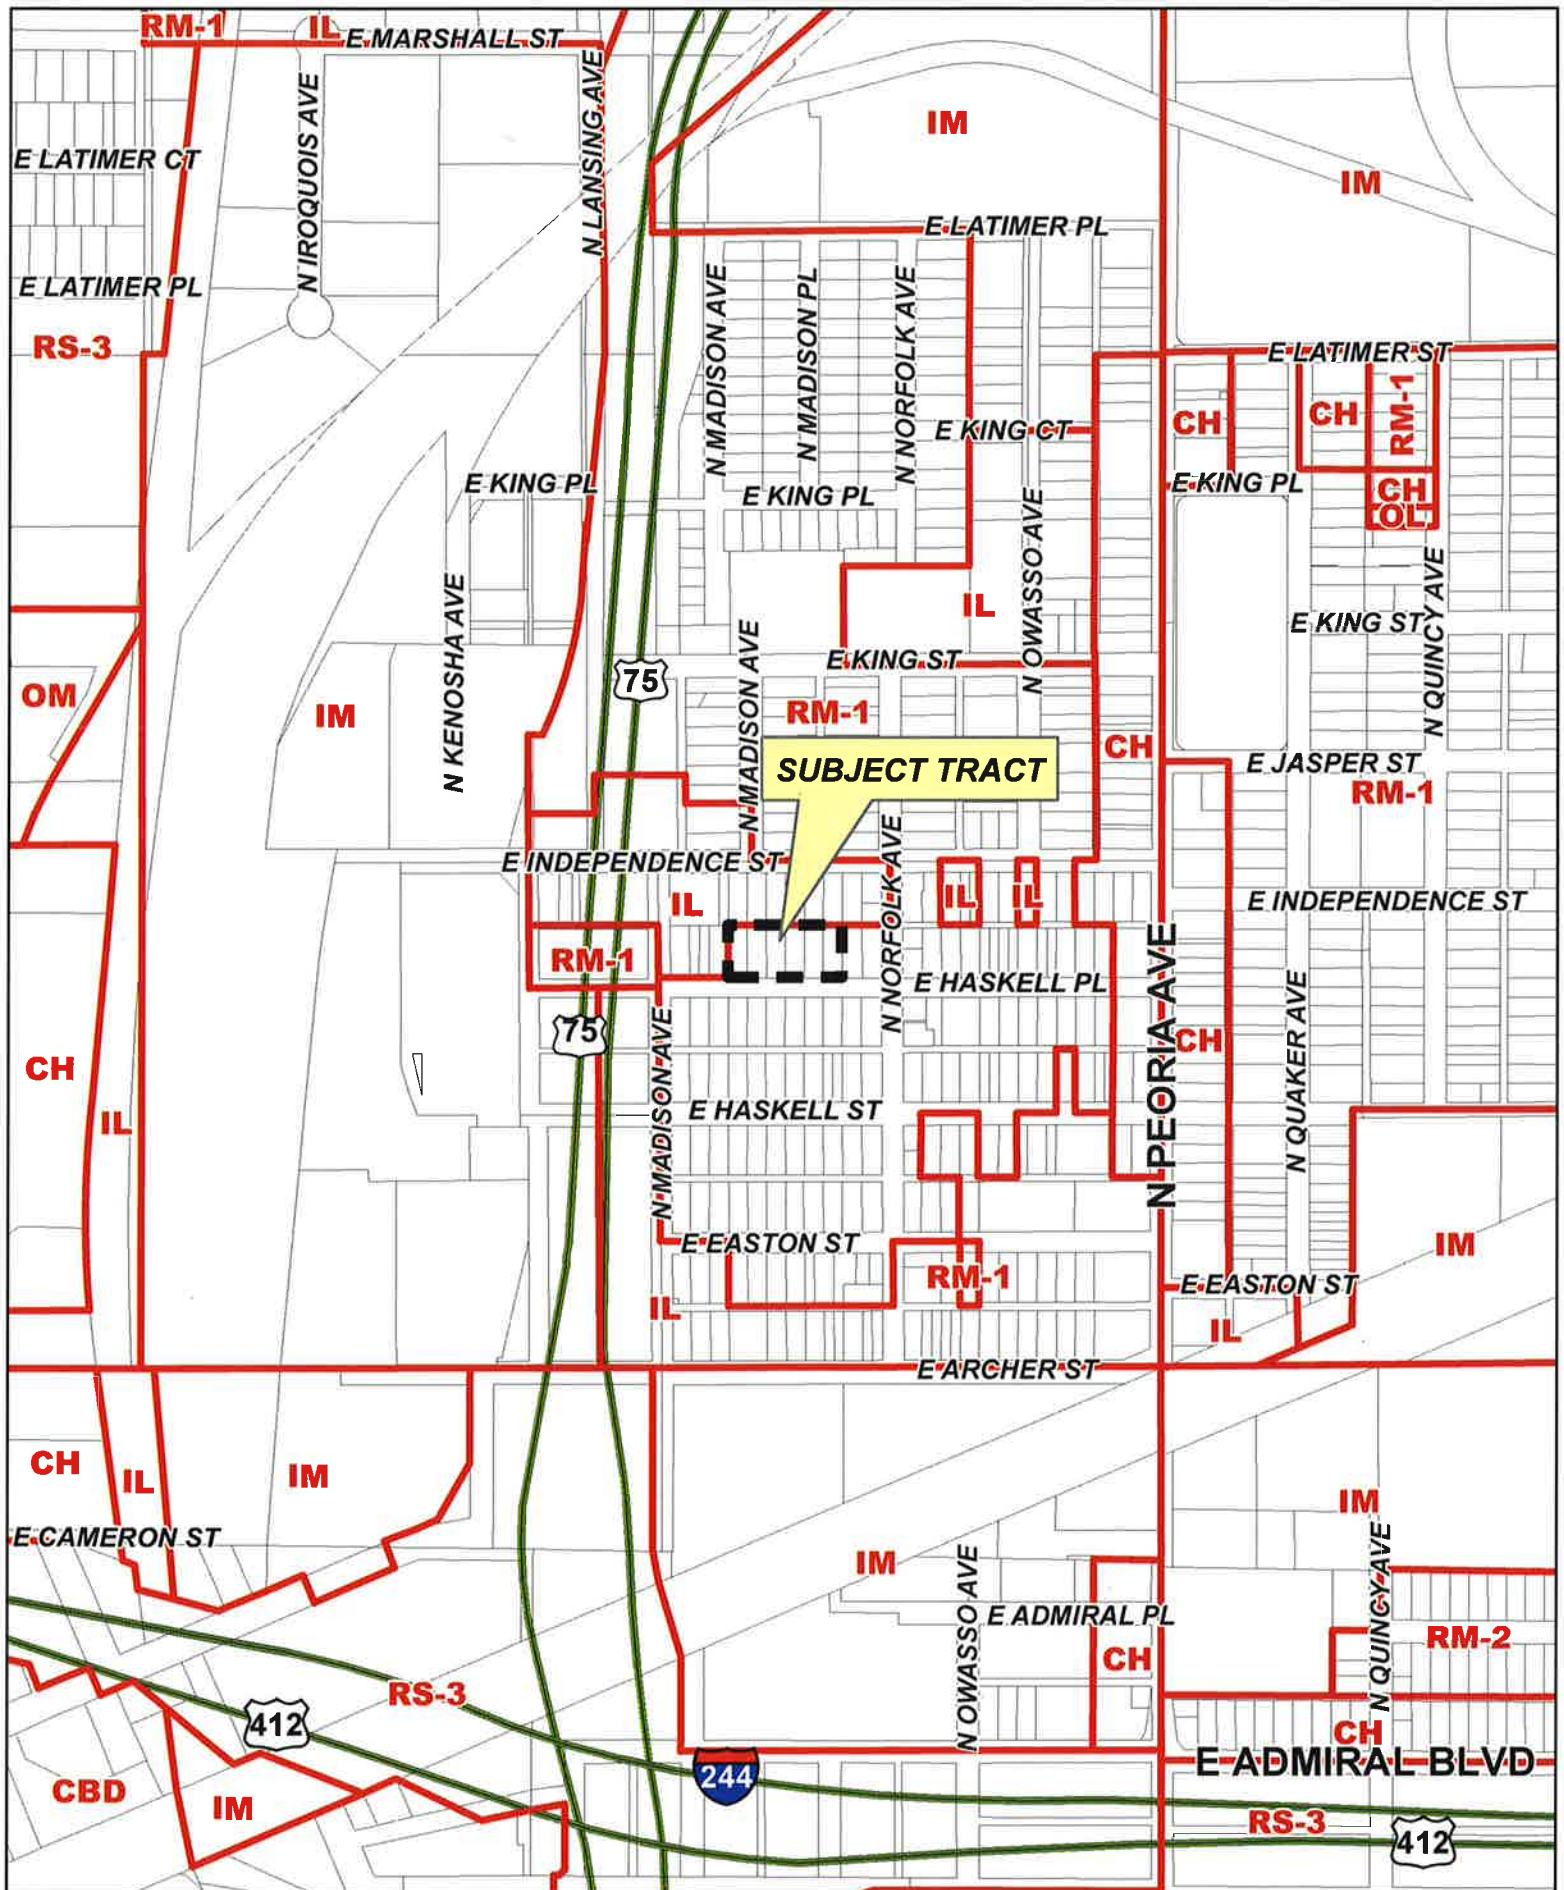 RM-1
IL
E MARSHALL ST
N IROQUOIS AVE
N LANSING AVE
IM
E LATIMER CT
IM
E LATIMER PL
E LATIMER PL
N MADISON AVE
N MADISON PL
N NORFOLK AVE
RS-3
E LATIMER ST
CH
CH
RM-1
E KING CT
E KING PL
E KING PL
E KING PL
CH
OL
N KENOSHA AVE
N OWASSO AVE
N QUINCY AVE
IL
E KING ST
E KING ST
75
OM
IM
N MADISON AVE
RM-1
CH
E JASPER ST
RM-1
SUBJECT TRACT
N NORFOLK AVE
E INDEPENDENCE ST
IL
IL
IL
E INDEPENDENCE ST
RM-1
E HASKELL PL
N PEORIA AVE
N QUAKER AVE
75
CH
CH
N MADISON AVE
E HASKELL ST
IL
E EASTON ST
IM
RM-1
E EASTON ST
IL
IL
E ARCHER ST
CH
IL
IM
IM
E CAMERON ST
IM
N OWASSO AVE
N QUINCY AVE
E ADMIRAL PL
RM-2
CH
RS-3
412
CH
E ADMIRAL BLVD
244
CBD
IM
RS-3
412